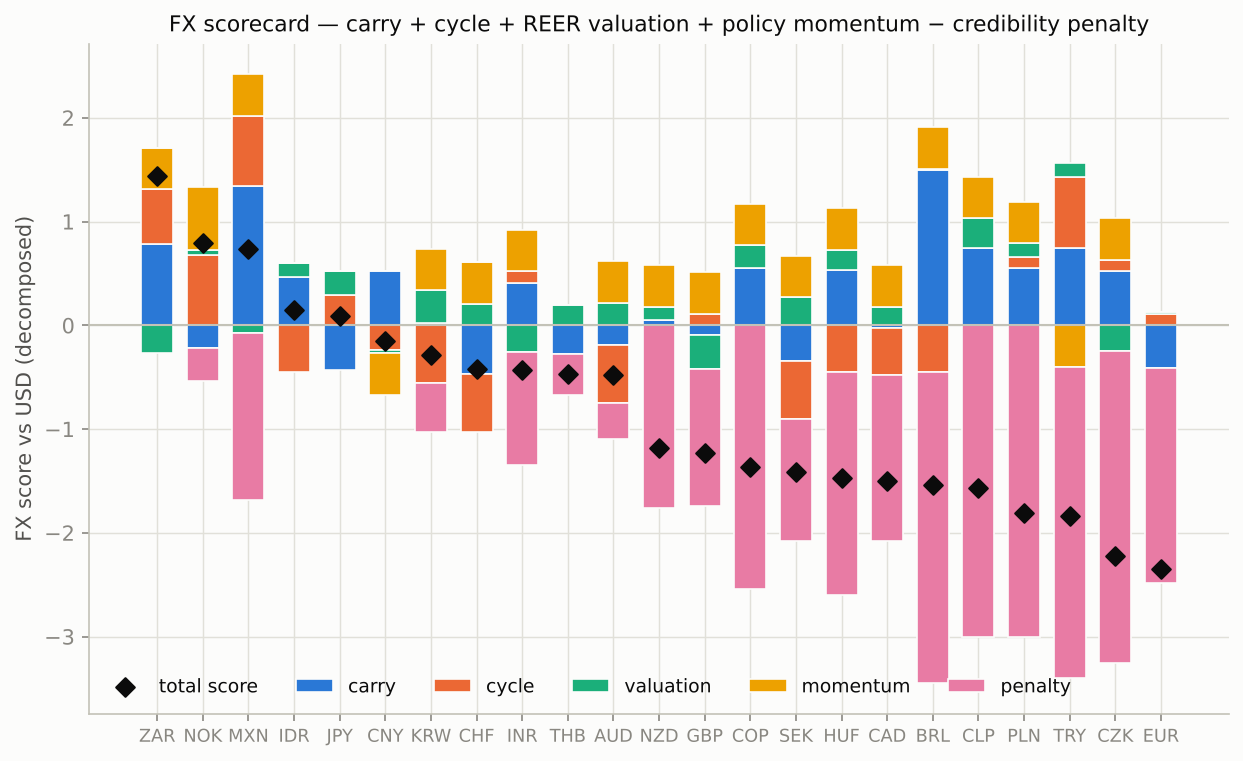 FX scorecard — carry + cycle + REER valuation + policy momentum − credibility penalty
FX score vs USD (decomposed)
2
1
0
−1
−2
−3
total score carry cycle valuation momentum penalty
ZAR NOK MXN IDR JPY CNY KRW CHF INR THB AUD NZD GBP COP SEK HUF CAD BRL CLP PLN TRY CZK EUR